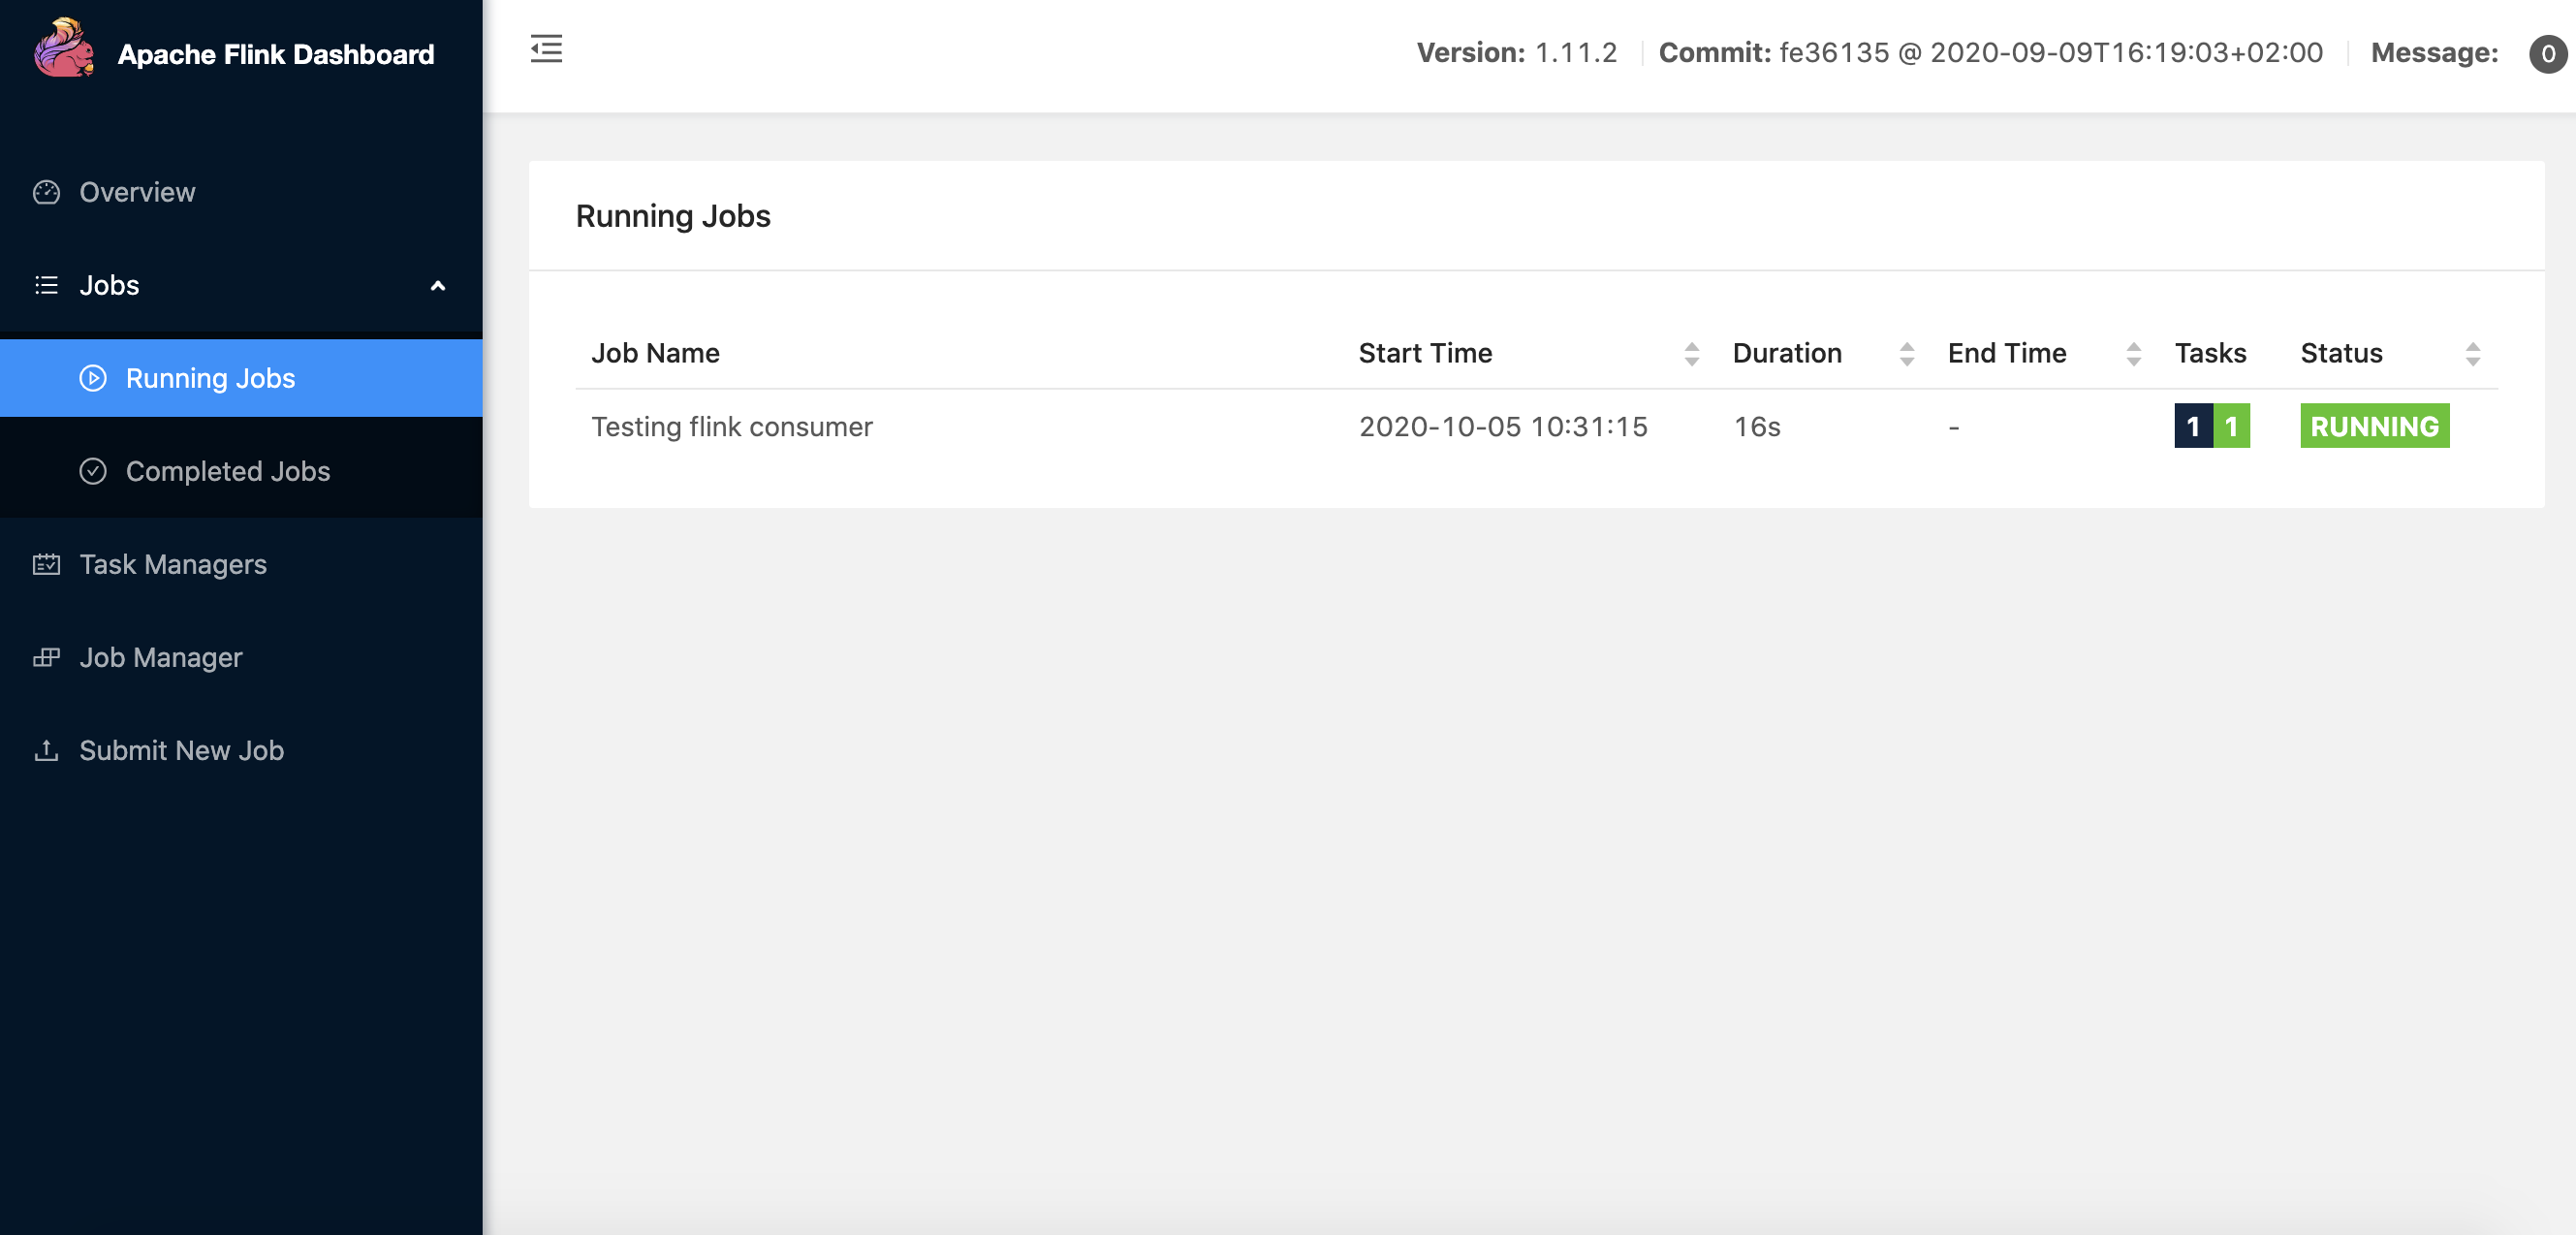 Apache Flink Dashboard
Version: 1.11.2 Commit: fe36135 @ 2020-09-09T16:19:03+02:00 Message: 0
Overview
Jobs
Running Jobs
Completed Jobs
Task Managers
Job Manager
Submit New Job
Running Jobs
Job Name Start Time Duration End Time Tasks Status
Testing flink consumer 2020-10-05 10:31:15 16s - 1 1 RUNNING